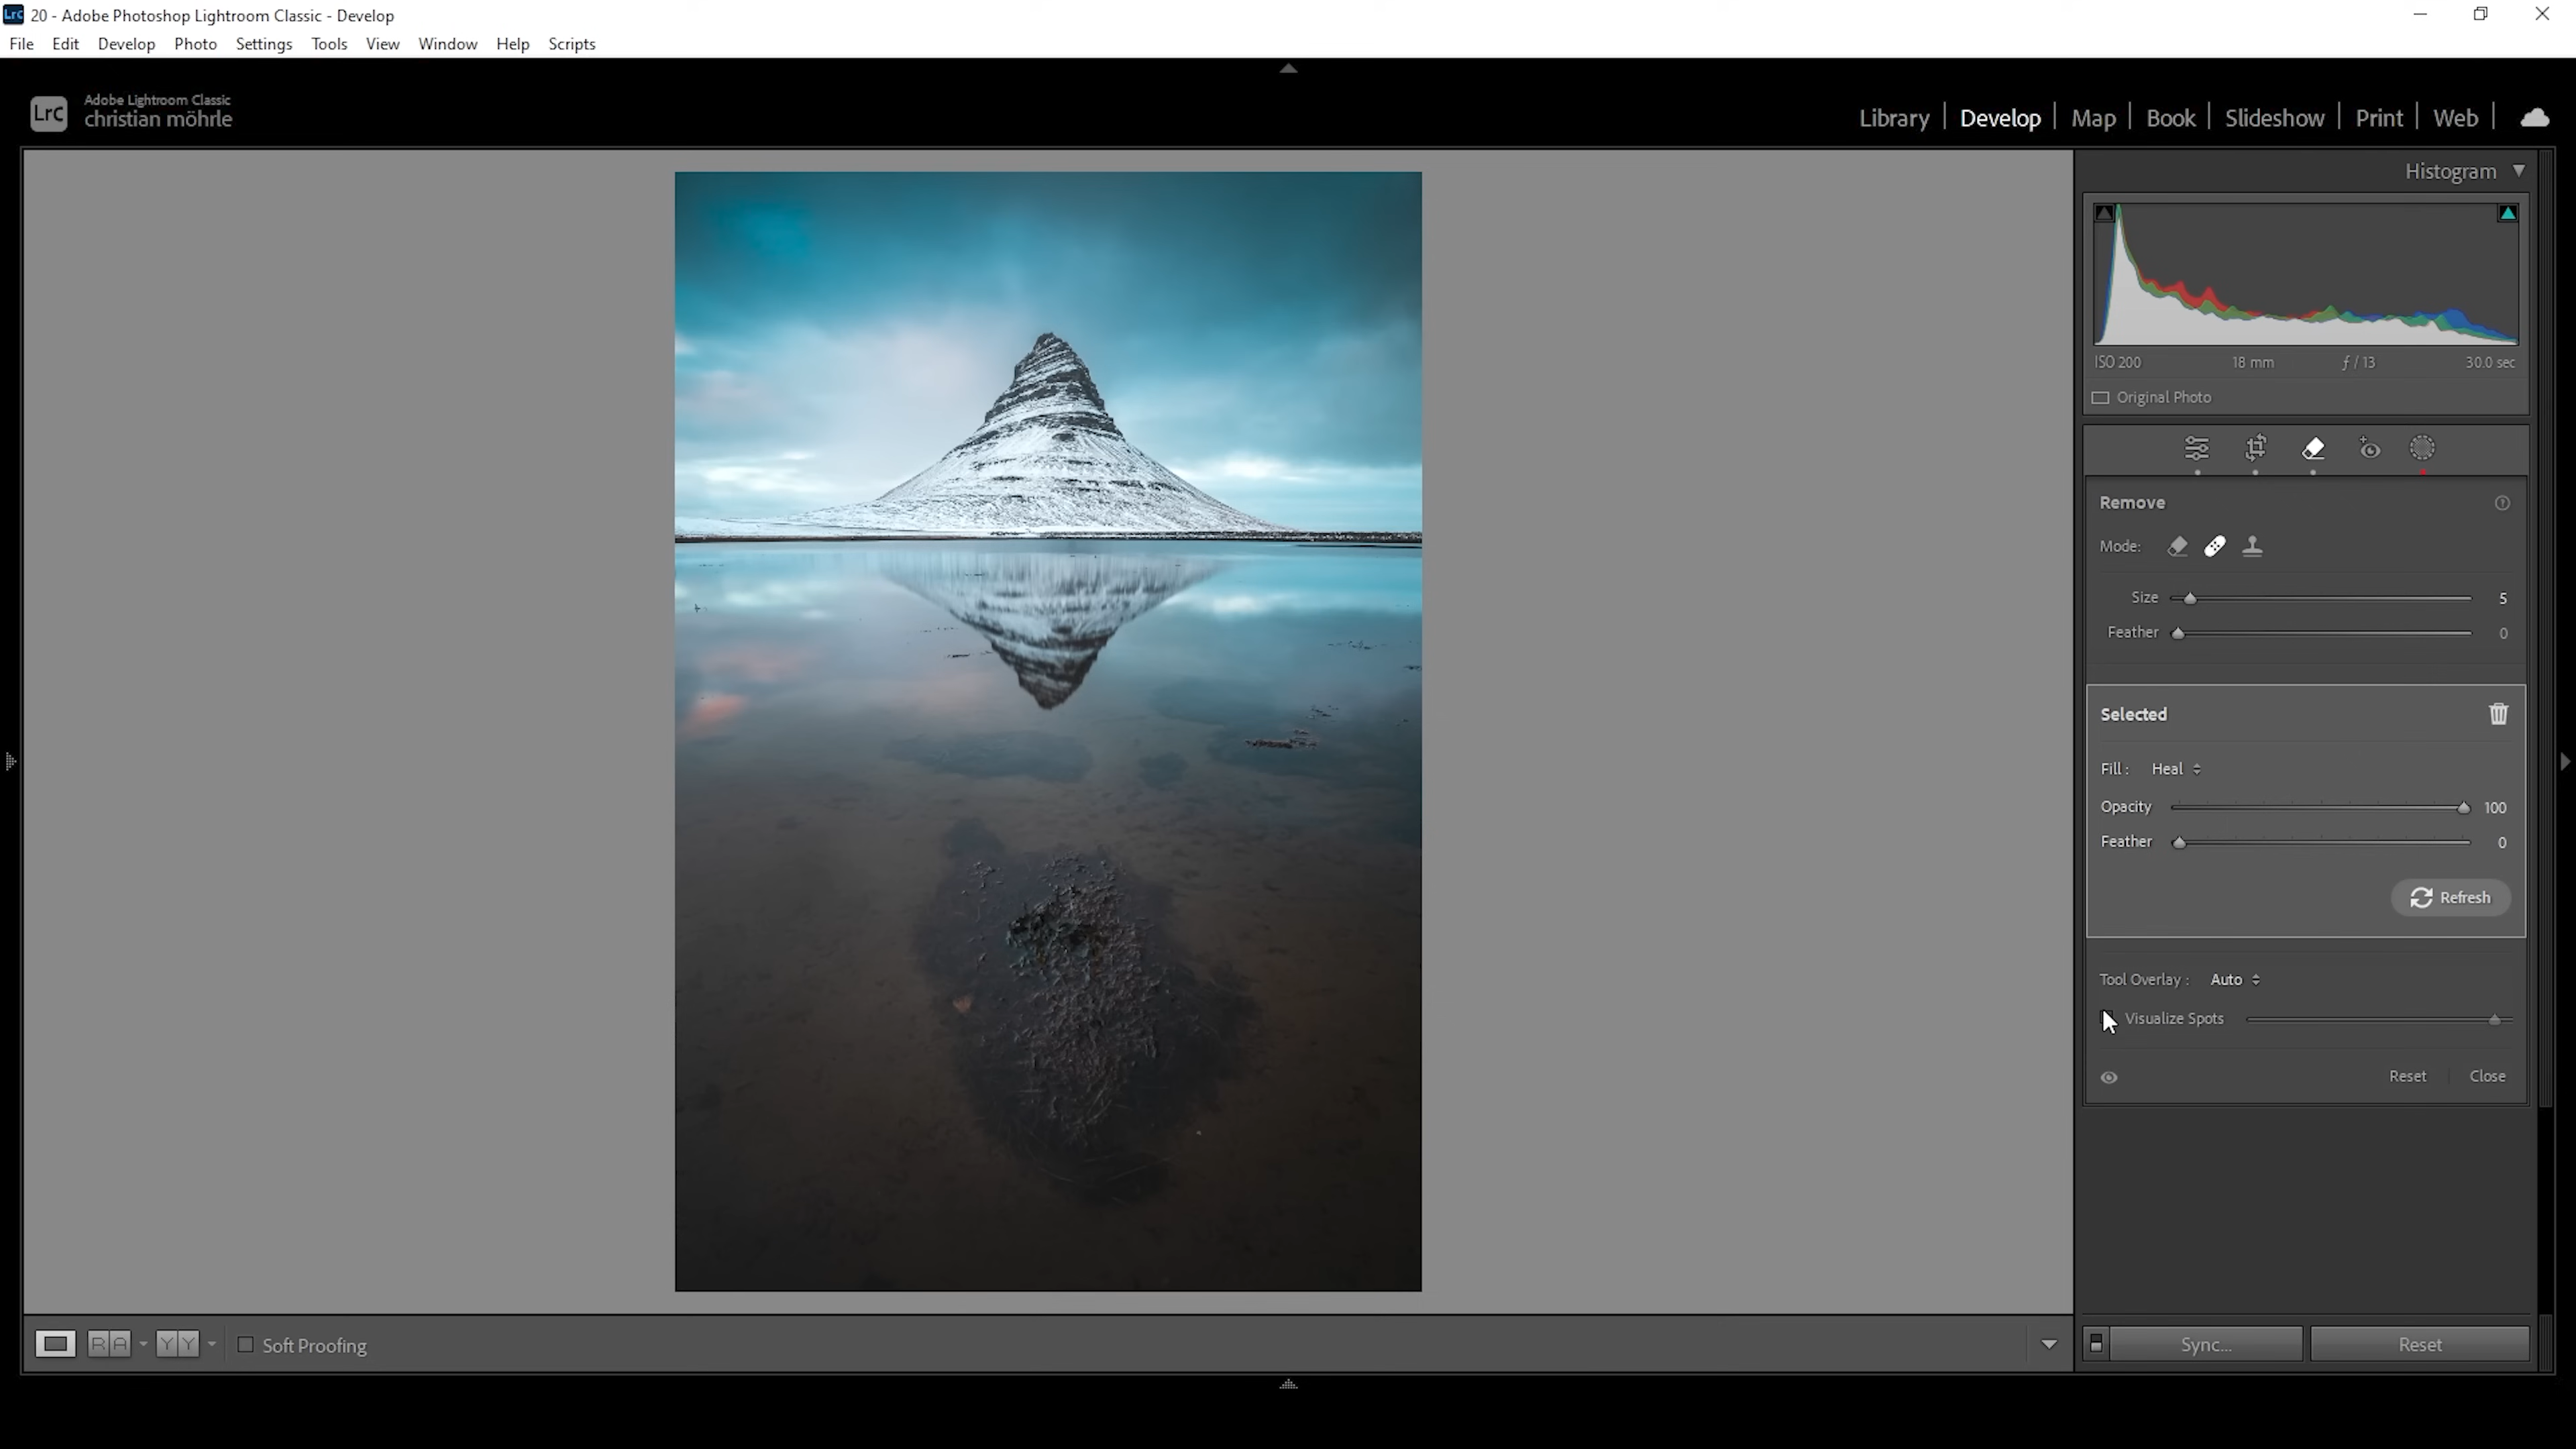 Lrc 20 - Adobe Photoshop Lightroom Classic - Develop
File Edit Develop Photo Settings Tools View Window Help Scripts
Lrc Adobe Lightroom Classic
christian möhrle
Library Develop Map Book Slideshow Print Web
Histogram
ISO 200 18 mm ƒ / 13 30.0 sec
Original Photo
Remove
Mode:
Size 5
Feather 0
Selected
Fill : Heal
Opacity 100
Feather 0
Refresh
Tool Overlay : Auto
Visualize Spots
Reset Close
R A Y Y Soft Proofing
Sync... Reset